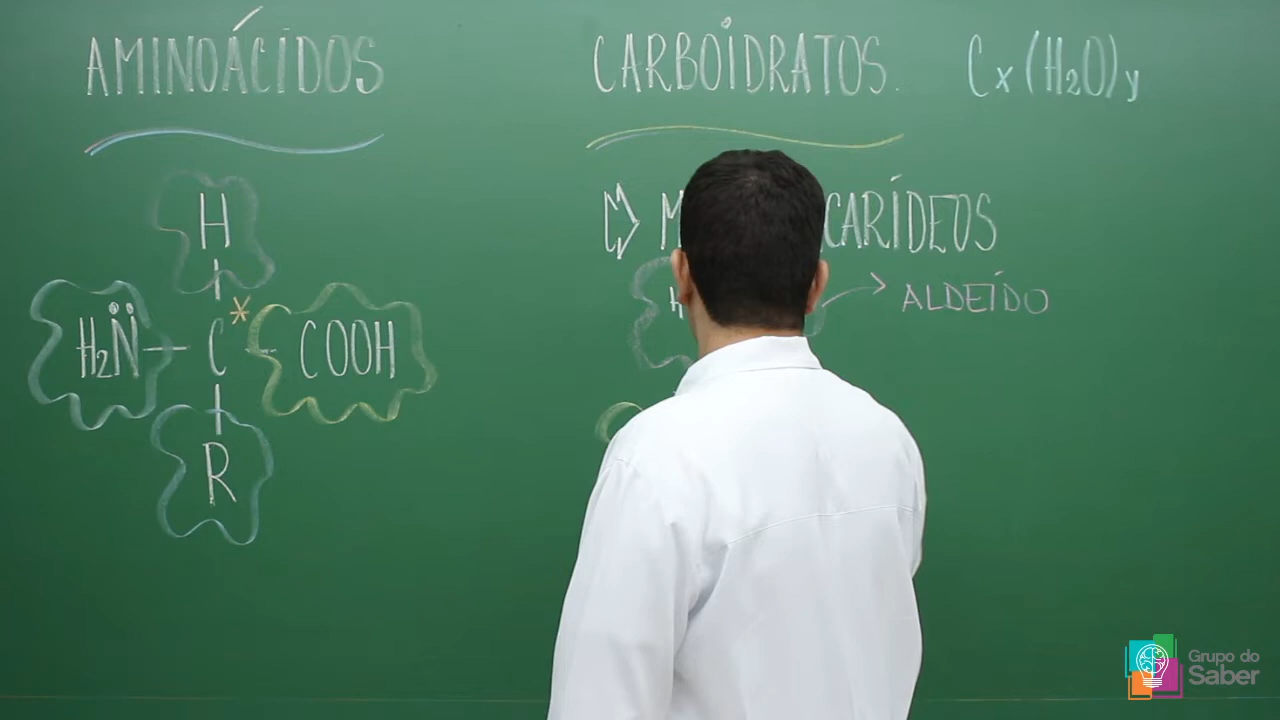 AMINOÁCIDOS
H
H₂N̈ — C * — COOH
R
CARBOIDRATOS. Cx(H₂O)y
ALDEÍDO
Grupo do
Saber